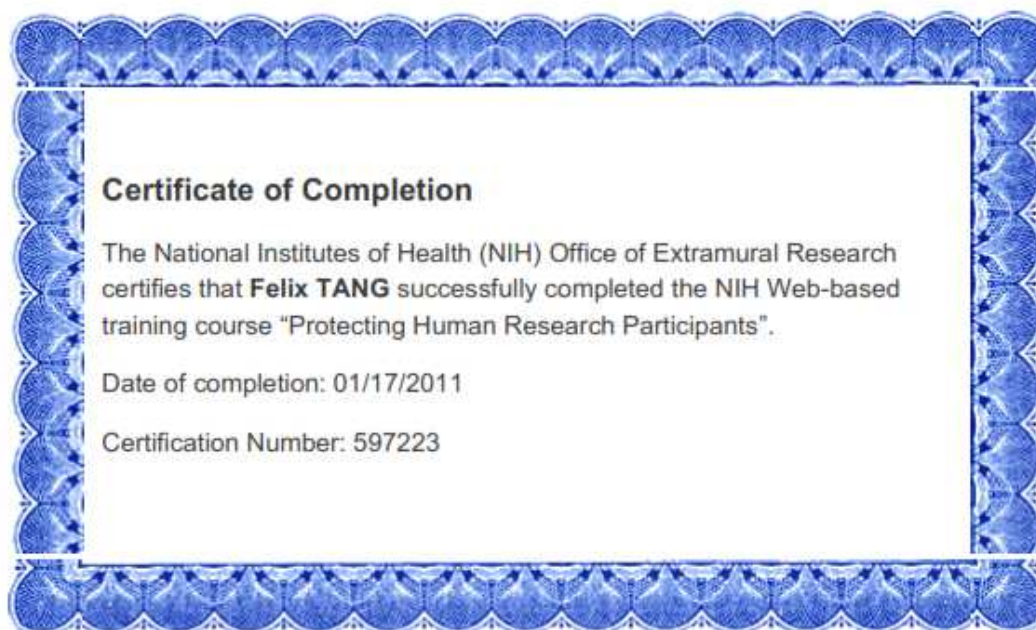 Certificate of Completion
The National Institutes of Health (NIH) Office of Extramural Research
certifies that Felix TANG successfully completed the NIH Web-based
training course “Protecting Human Research Participants”.
Date of completion: 01/17/2011
Certification Number: 597223